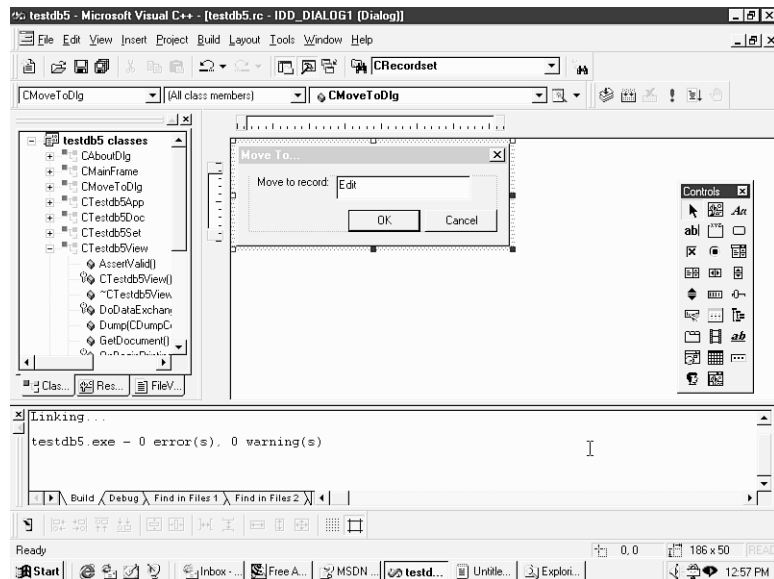 testdb5 - Microsoft Visual C++ - [testdb5.rc - IDD_DIALOG1 (Dialog)]
File Edit View Insert Project Build Layout Tools Window Help
CRecordset
CMoveToDlg (All class members) CMoveToDlg
testdb5 classes
CAboutDlg
CMainFrame
CMoveToDlg
CTestdb5App
CTestdb5Doc
CTestdb5Set
CTestdb5View
AssertValid()
CTestdb5View()
~CTestdb5View
DoDataExchan
Dump(CDumpC
GetDocument()
Clas... Res... FileV...
Move To...
Move to record: Edit
OK Cancel
Controls
Aa
ab|
ab
Linking...
testdb5.exe - 0 error(s), 0 warning(s)
Build Debug Find in Files 1 Find in Files 2
Ready 0, 0 186 x 50 READ
Start Inbox - ... Free A... MSDN ... testd... Untitle... Explori... 12:57 PM